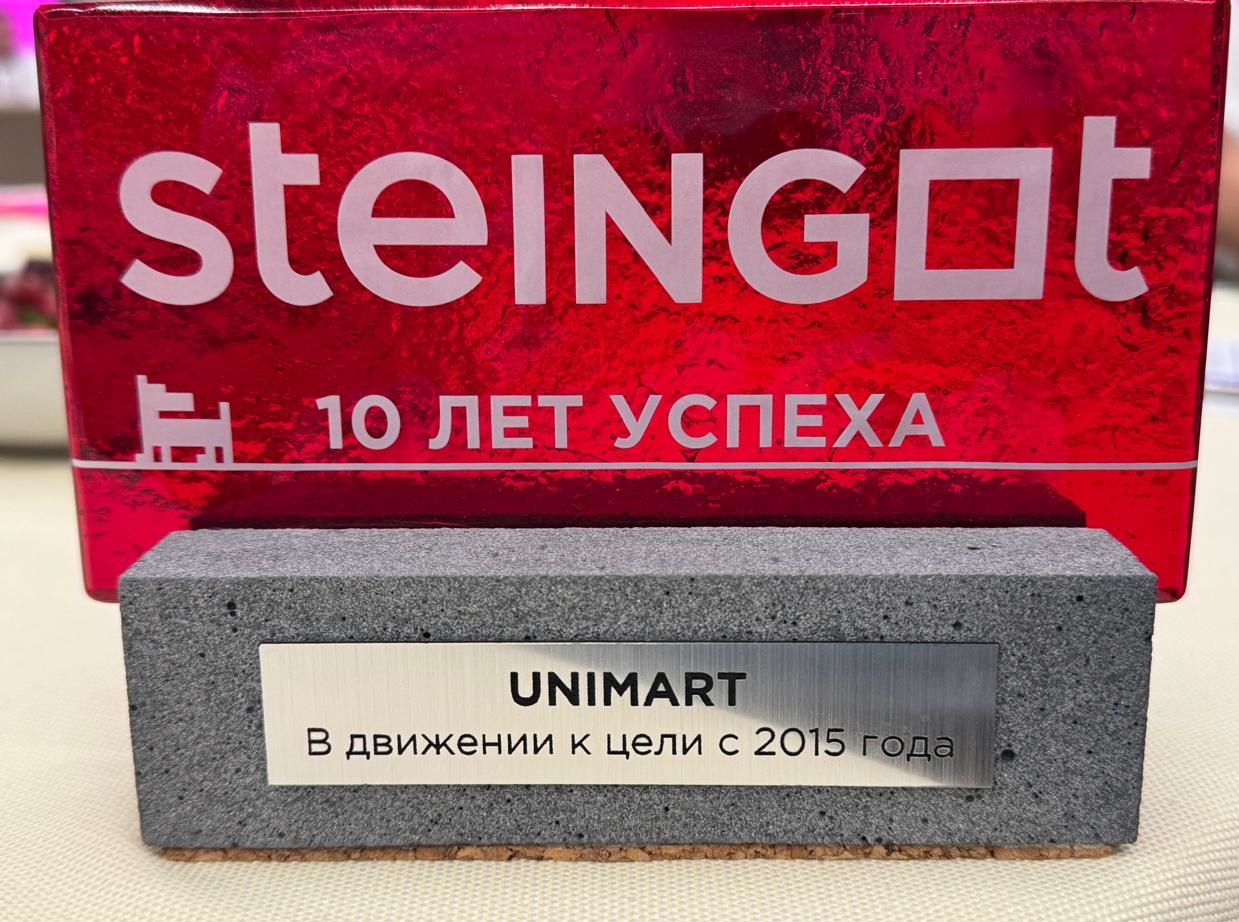 steINGOt
10 ЛЕТ УСПЕХА
UNIMART
В движении к цели с 2015 года